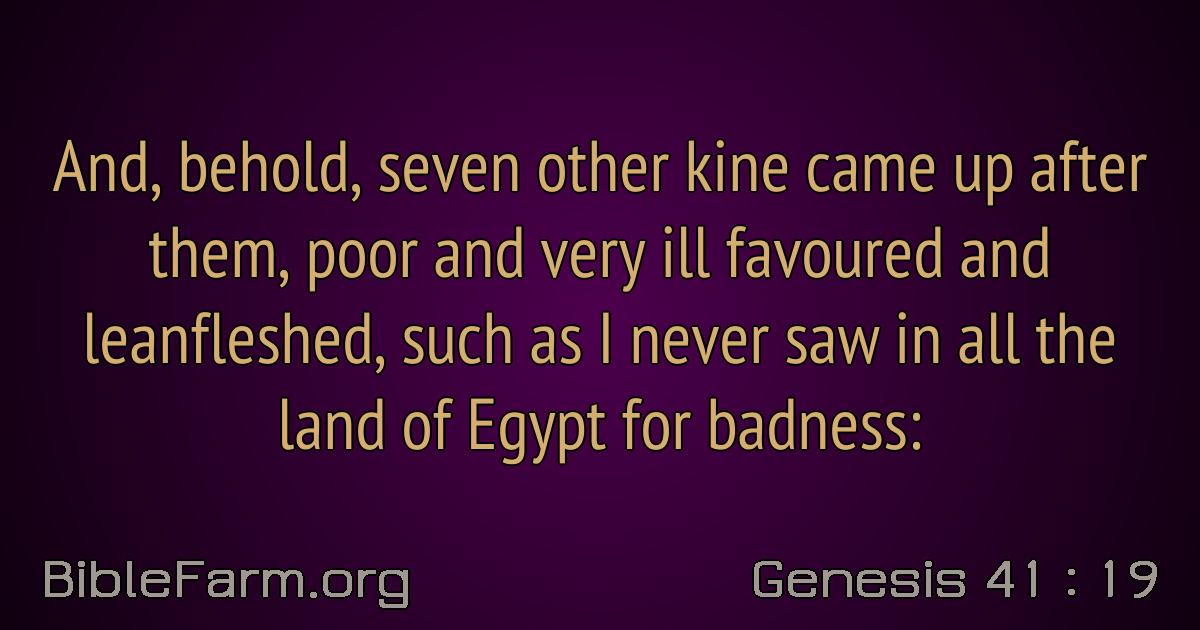 And, behold, seven other kine came up after
them, poor and very ill favoured and
leanfleshed, such as I never saw in all the
land of Egypt for badness:
BibleFarm.org
Genesis 41 : 19